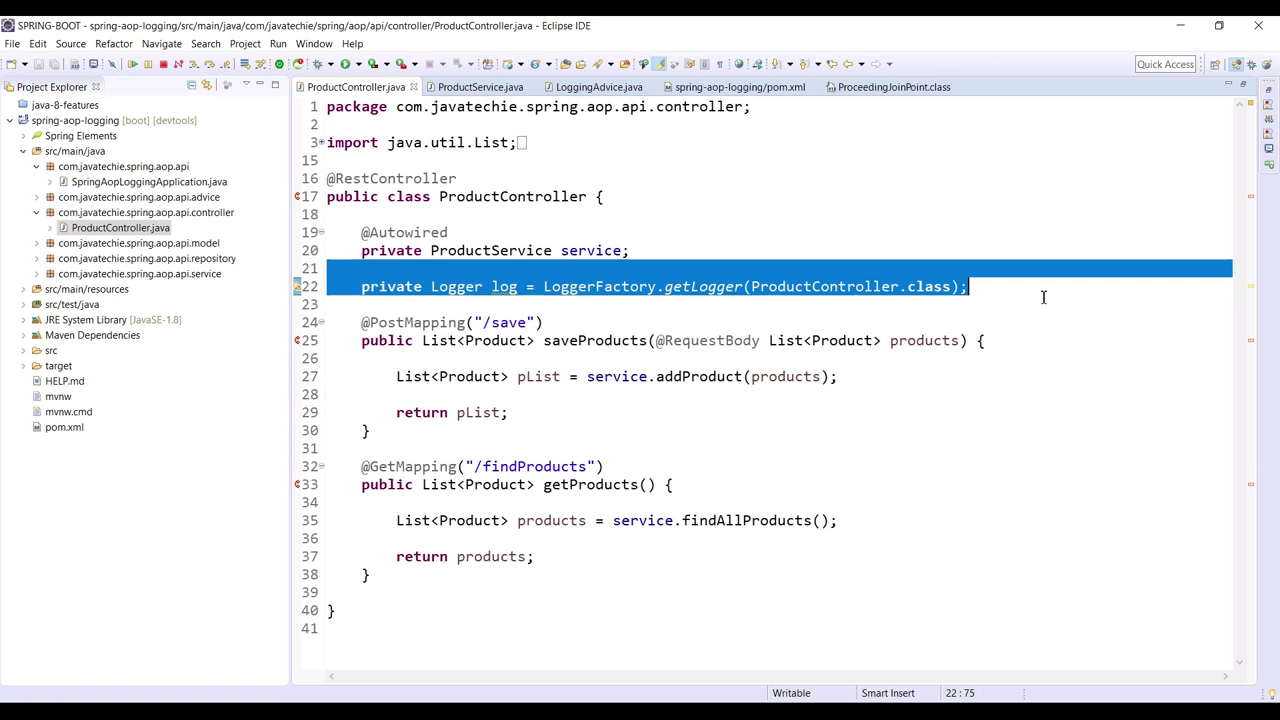 SPRING-BOOT - spring-aop-logging/src/main/java/com/javatechie/spring/aop/api/controller/ProductController.java - Eclipse IDE
File Edit Source Refactor Navigate Search Project Run Window Help
Quick Access
Project Explorer
ProductController.java
ProductService.java
LoggingAdvice.java
spring-aop-logging/pom.xml
ProceedingJoinPoint.class
java-8-features
spring-aop-logging [boot] [devtools]
Spring Elements
src/main/java
com.javatechie.spring.aop.api
SpringAopLoggingApplication.java
com.javatechie.spring.aop.api.advice
com.javatechie.spring.aop.api.controller
ProductController.java
com.javatechie.spring.aop.api.model
com.javatechie.spring.aop.api.repository
com.javatechie.spring.aop.api.service
src/main/resources
src/test/java
JRE System Library [JavaSE-1.8]
Maven Dependencies
src
target
HELP.md
mvnw
mvnw.cmd
pom.xml
1 package com.javatechie.spring.aop.api.controller;
2
3 import java.util.List;
15
16 @RestController
17 public class ProductController {
18
19 @Autowired
20 private ProductService service;
21
22 private Logger log = LoggerFactory.getLogger(ProductController.class);
23
24 @PostMapping("/save")
25 public List<Product> saveProducts(@RequestBody List<Product> products) {
26
27 List<Product> pList = service.addProduct(products);
28
29 return pList;
30 }
31
32 @GetMapping("/findProducts")
33 public List<Product> getProducts() {
34
35 List<Product> products = service.findAllProducts();
36
37 return products;
38 }
39
40 }
41
Writable
Smart Insert
22 : 75